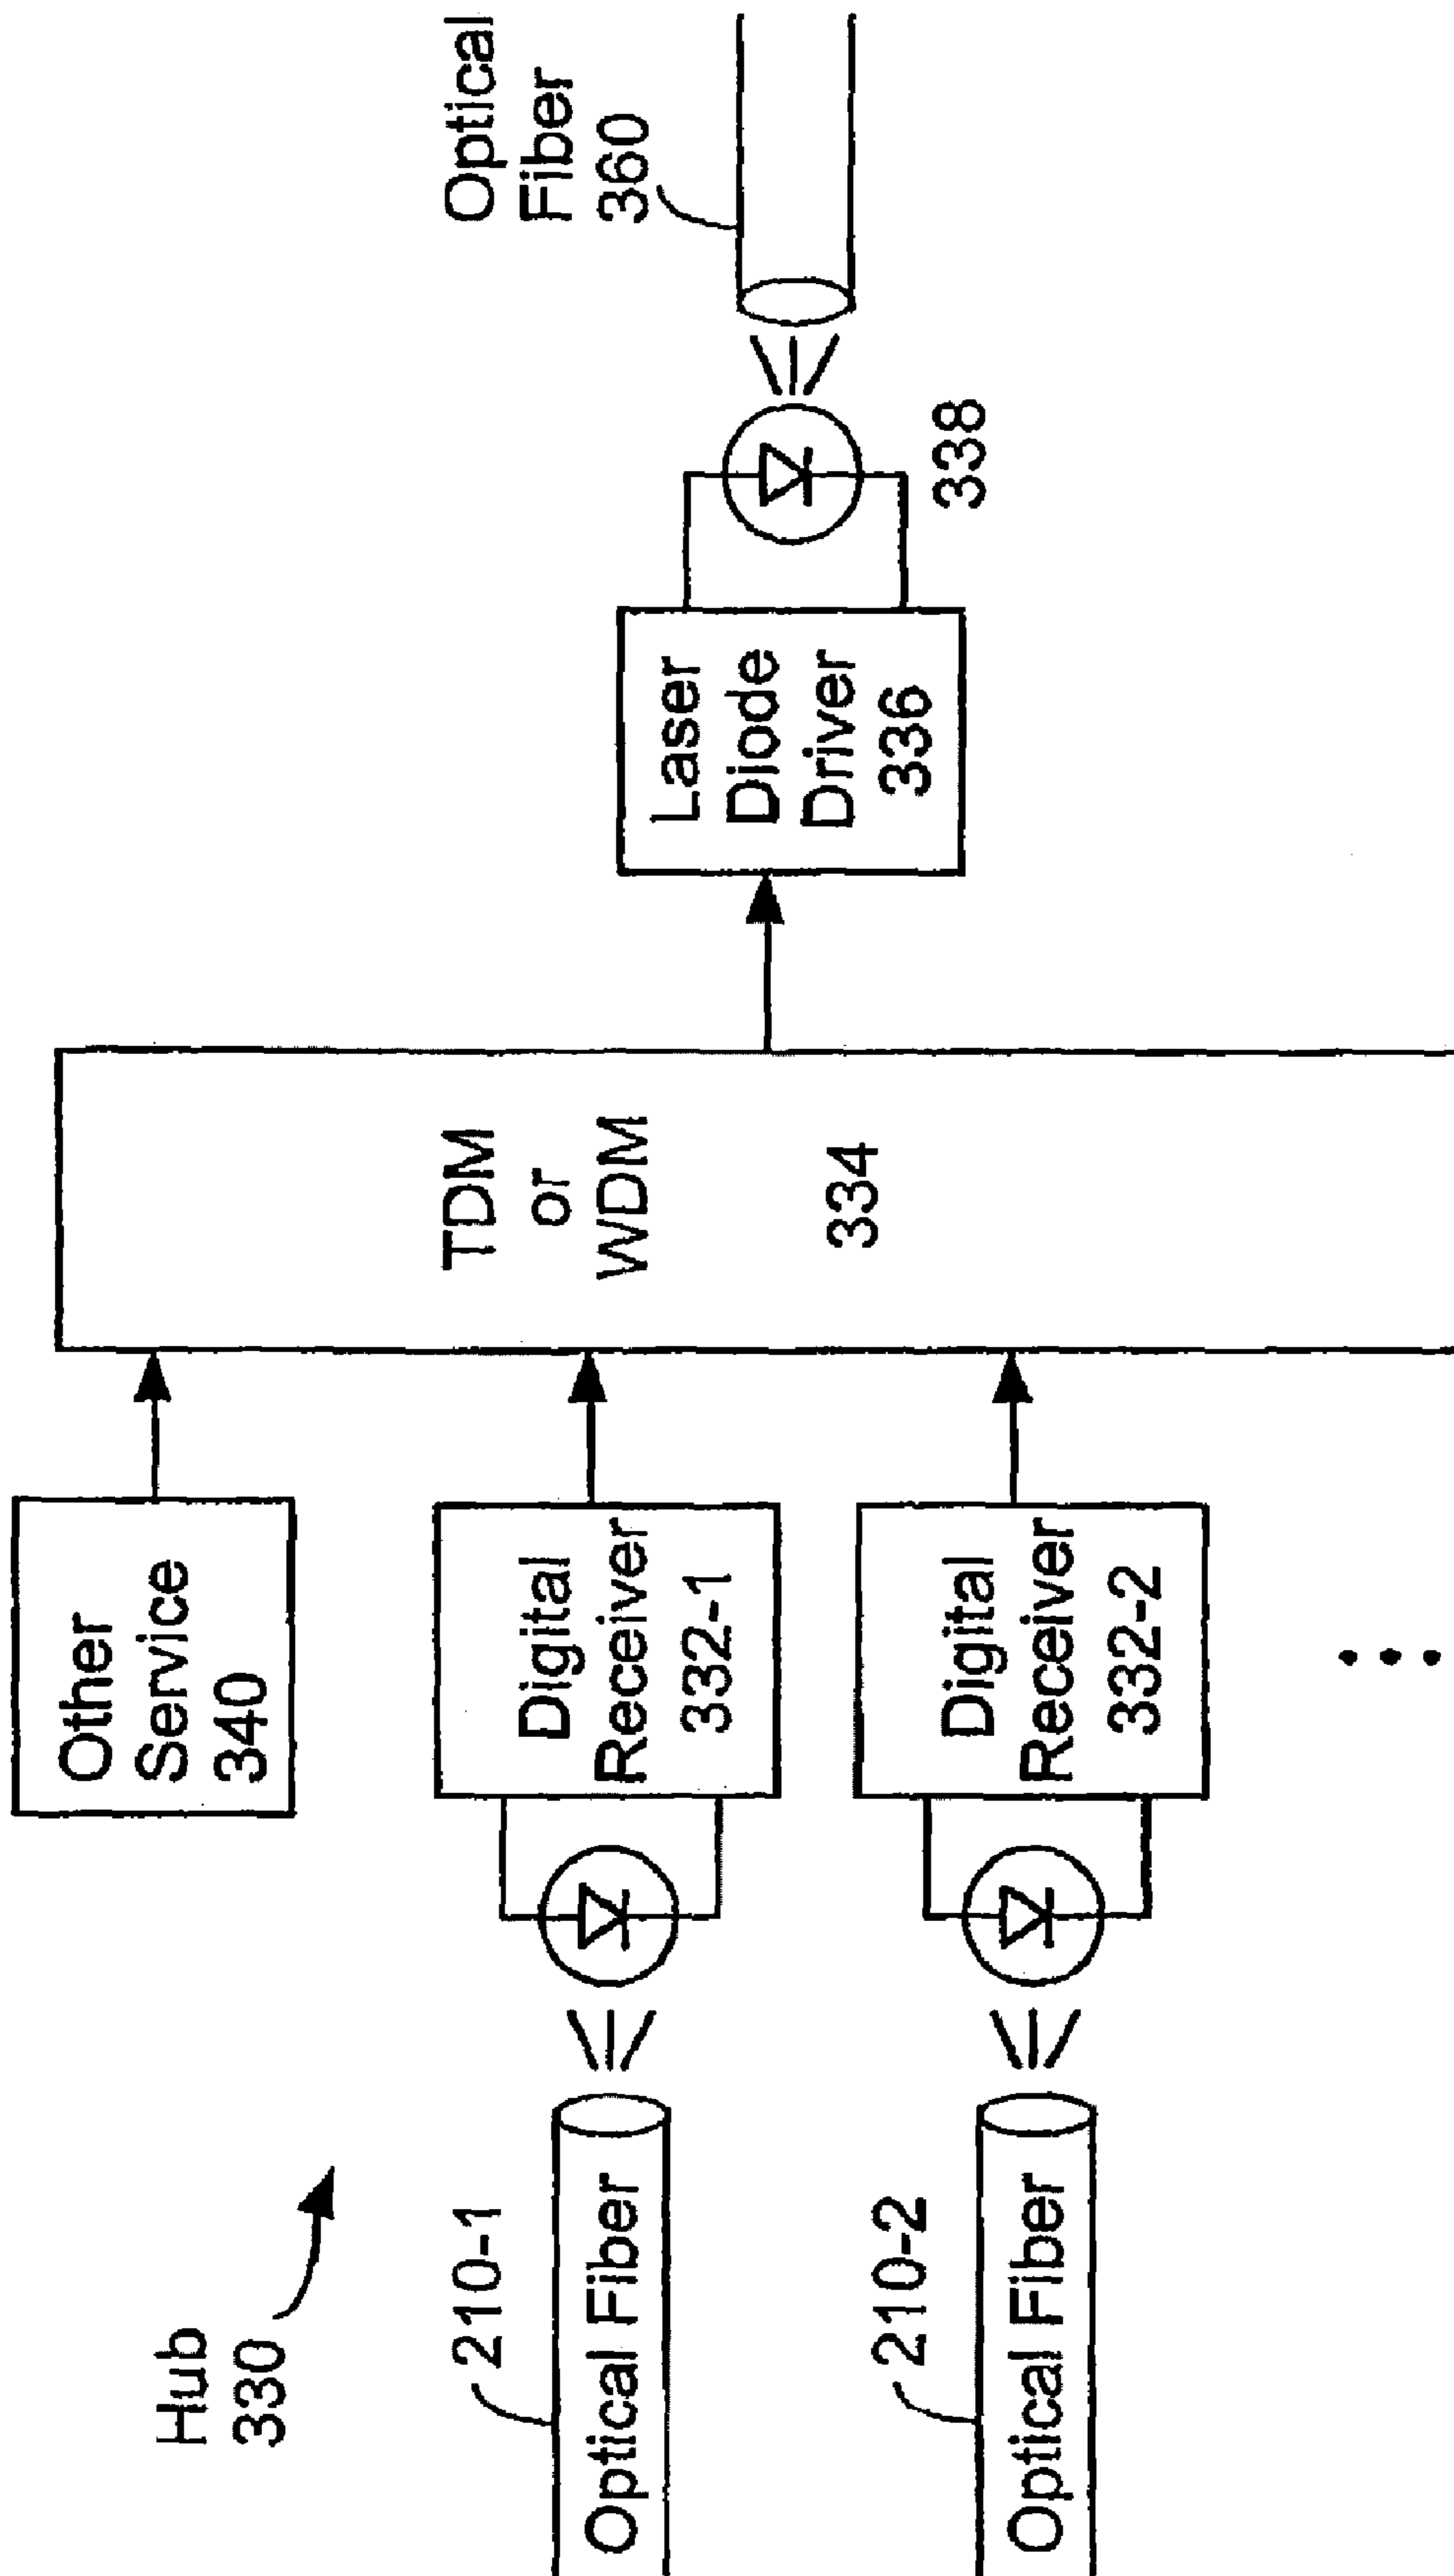 Hub
330
Other
Service
340
210-1
Optical Fiber
Digital
Receiver
332-1
210-2
Optical Fiber
Digital
Receiver
332-2
TDM
or
WDM
334
Laser
Diode
Driver
336
338
Optical
Fiber
360